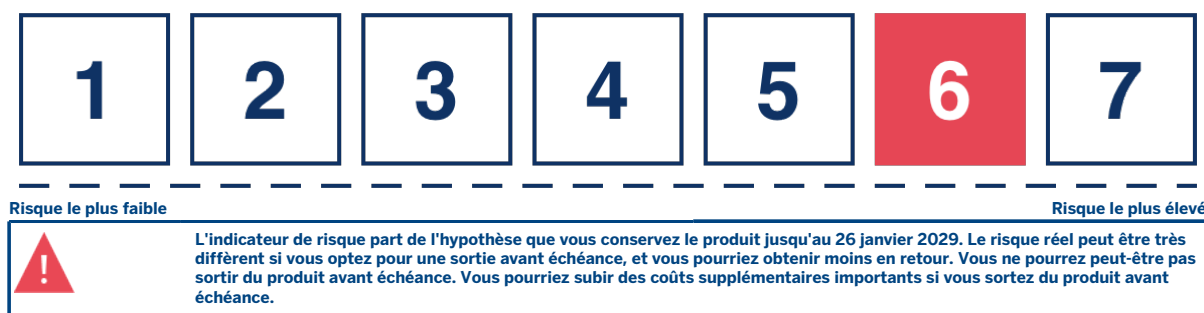 1 2 3 4 5 6 7
Risque le plus faible Risque le plus élevé
!
L'indicateur de risque part de l'hypothèse que vous conservez le produit jusqu'au 26 janvier 2029. Le risque réel peut être très
diffèrent si vous optez pour une sortie avant échéance, et vous pourriez obtenir moins en retour. Vous ne pourrez peut-être pas
sortir du produit avant échéance. Vous pourriez subir des coûts supplémentaires importants si vous sortez du produit avant
échéance.